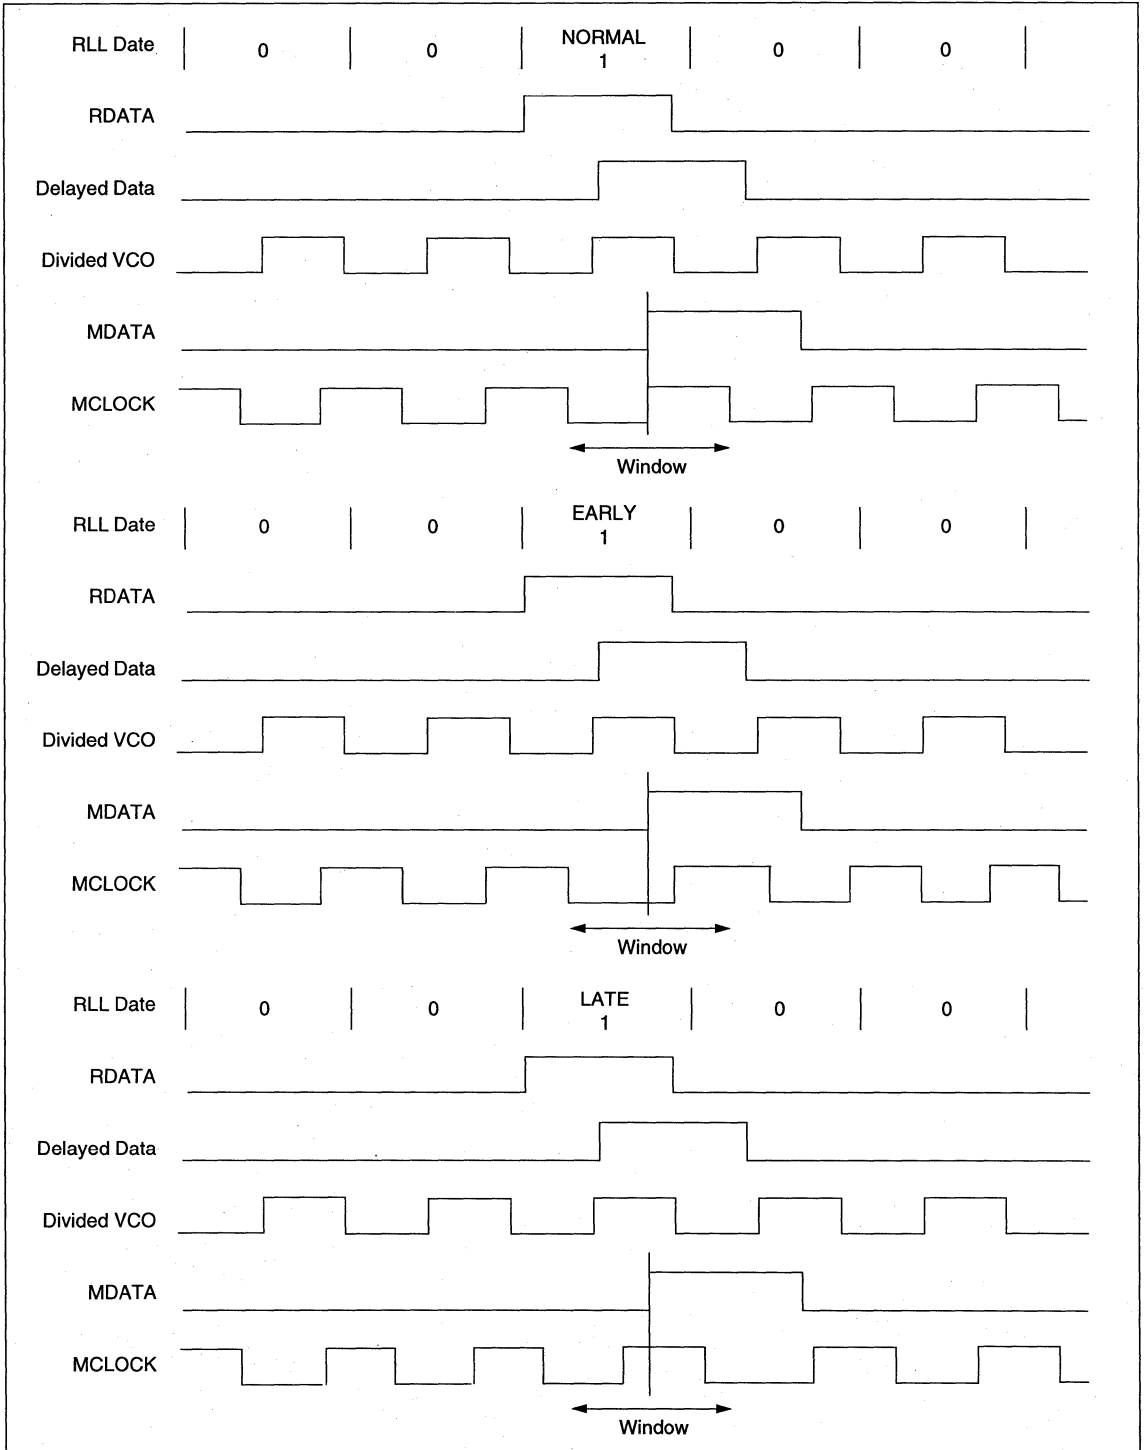 NORMAL
RLL Date 0 0 1 0 0
RDATA
Delayed Data
Divided VCO
MDATA
MCLOCK
Window
EARLY
RLL Date 0 0 1 0 0
RDATA
Delayed Data
Divided VCO
MDATA
MCLOCK
Window
LATE
RLL Date 0 0 1 0 0
RDATA
Delayed Data
Divided VCO
MDATA
MCLOCK
Window